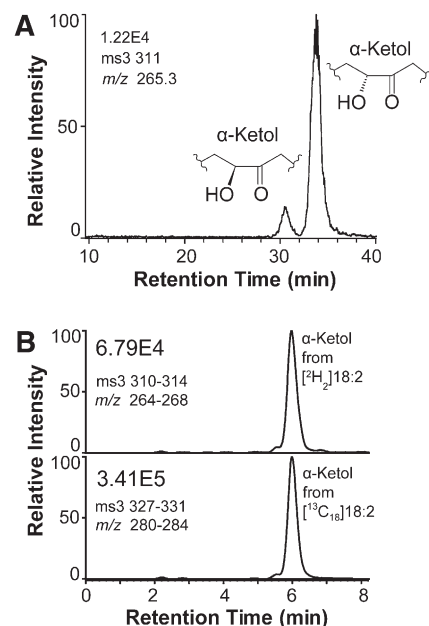 A
1.22E4
ms3 311
m/z 265.3
α-Ketol
HO
O
α-Ketol
HO
O
100
50
0
Relative Intensity
10 20 30 40
Retention Time (min)
B
100
50
0
6.79E4
ms3 310-314
m/z 264-268
α-Ketol
from
[²H₂]18:2
Relative Intensity
100
50
0
3.41E5
ms3 327-331
m/z 280-284
α-Ketol
from
[¹³C₁₈]18:2
0 2 4 6 8
Retention Time (min)